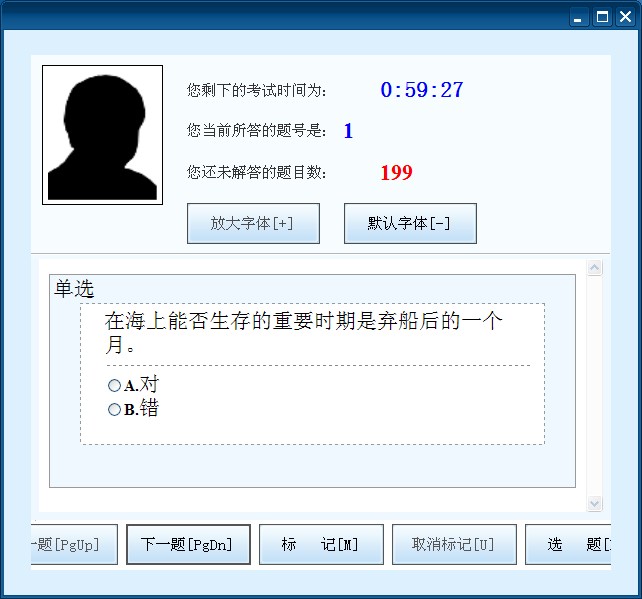 您剩下的考试时间为: 0:59:27
您当前所答的题号是: 1
您还未解答的题目数: 199
放大字体[+] 默认字体[-]
单选
在海上能否生存的重要时期是弃船后的一个
月。
A.对
B.错
一题[PgUp] 下一题[PgDn] 标 记[M] 取消标记[U] 选 题[